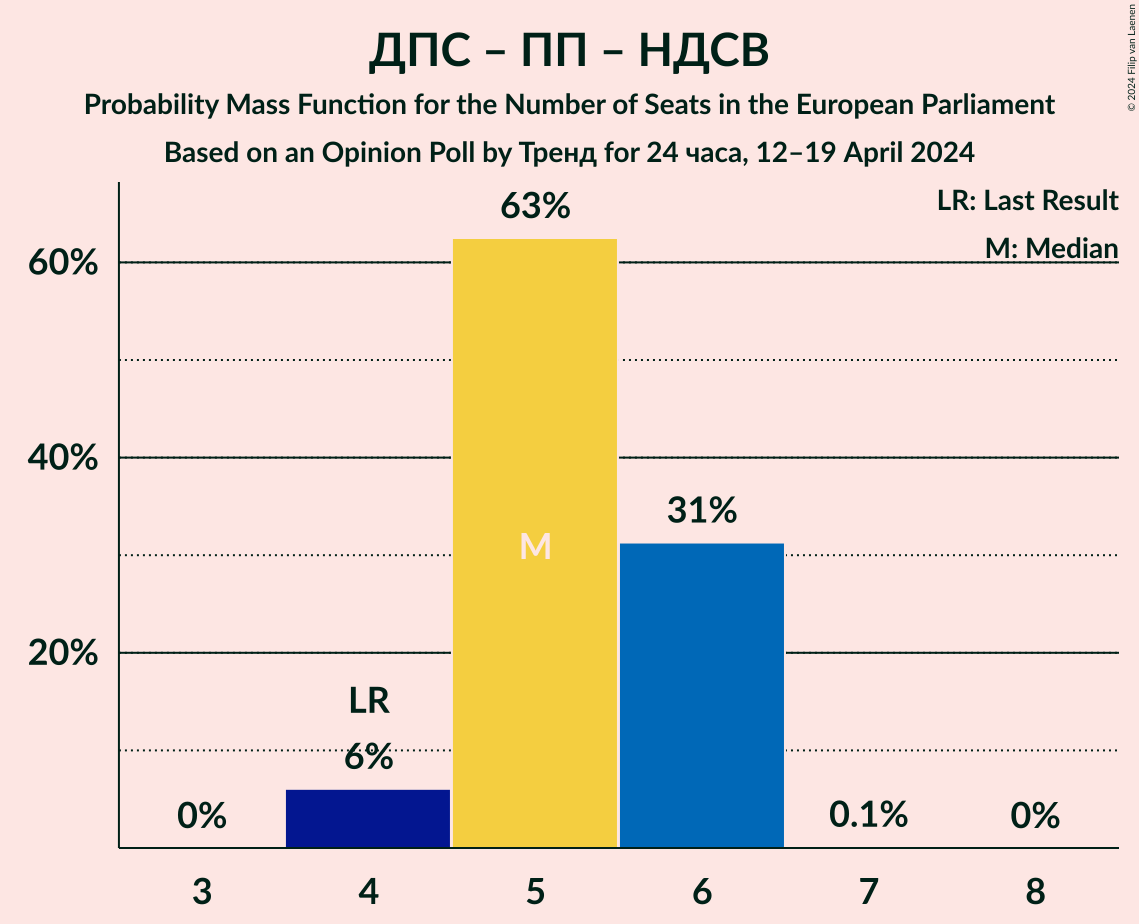 ДПС – ПП – НДСВ
Probability Mass Function for the Number of Seats in the European Parliament
Based on an Opinion Poll by Тренд for 24 часа, 12–19 April 2024
© 2024 Filip van Laenen
LR: Last Result
M: Median
60%
40%
20%
0%
LR
6%
63%
M
31%
0.1%
0%
3
4
5
6
7
8